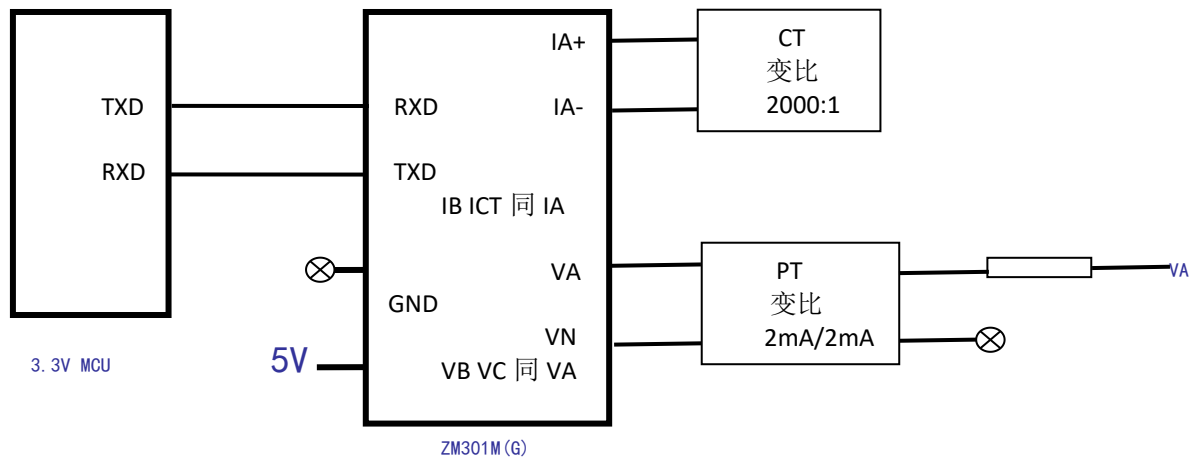 TXD
RXD
3.3V MCU
RXD
TXD
IB ICT 同 IA
GND
5V
IA+
IA-
VA
VN
VB VC 同 VA
ZM301M(G)
CT
变比
2000:1
PT
变比
2mA/2mA
VA